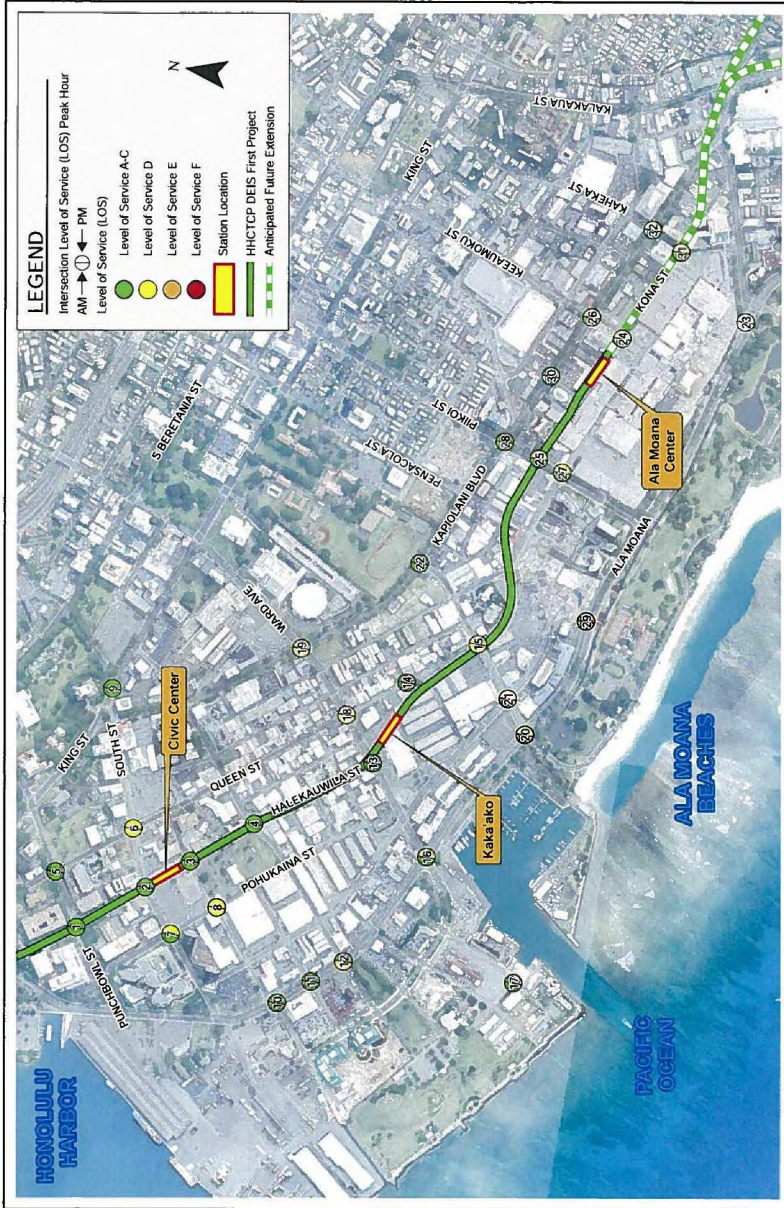 LEGEND
Intersection Level of Service (LOS) Peak Hour
AM → ← PM
Level of Service (LOS)
Level of Service A-C
Level of Service D
Level of Service E
Level of Service F
Station Location
HHCTCP DEIS First Project
Anticipated Future Extension
N
HONOLULU
HARBOR
PUNCHBOWL ST
KING ST
SOUTH ST
Civic Center
QUEEN ST
HALEKAUWILA ST
POHUKAINA ST
S BERETANIA ST
WARD AVE
Kaka'ako
PENSACOLA ST
PIIKOI ST
KAPIOLANI BLVD
KEEAUMOKU ST
KING ST
KAHEKA ST
KALAKAUA ST
KONA ST
Ala Moana
Center
ALA MOANA
ALA MOANA
BEACHES
PACIFIC
OCEAN
1
2
3
4
5
6
7
8
9
10
11
12
13
14
15
16
17
18
19
20
21
22
23
24
25
26
27
28
29
30
31
32